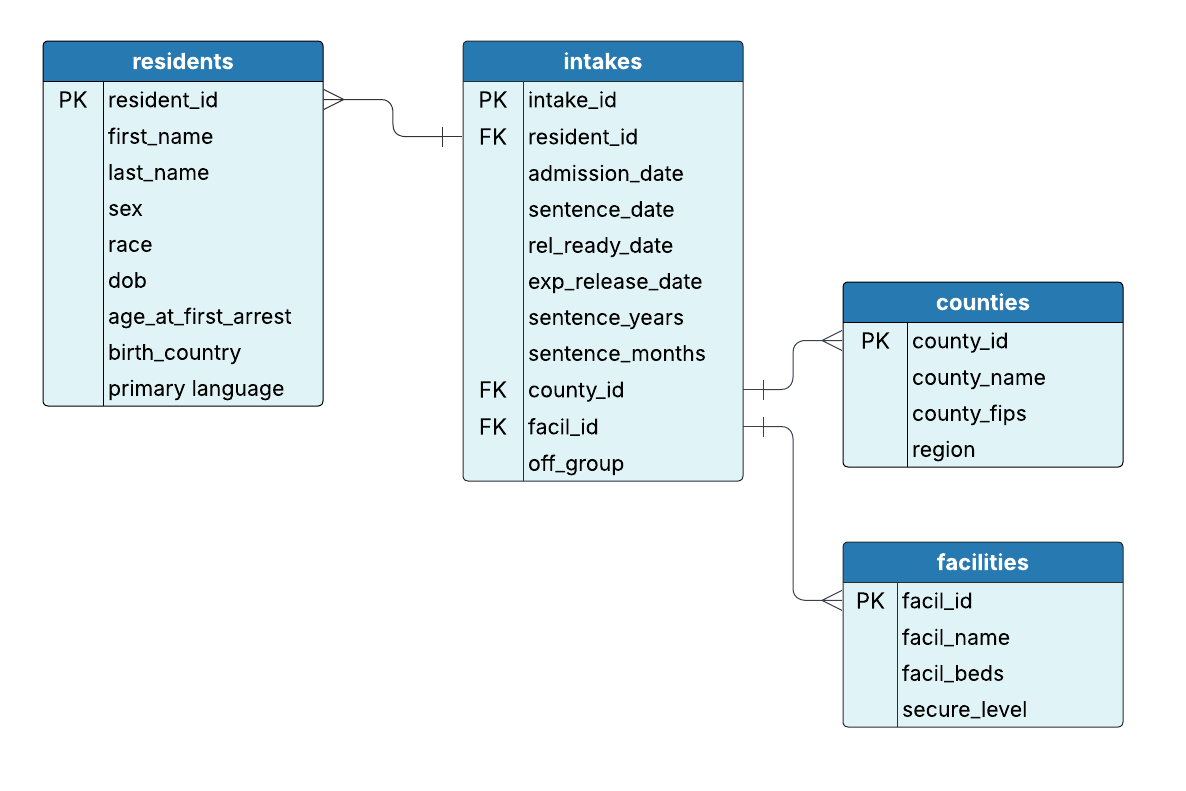 residents
PK resident_id
first_name
last_name
sex
race
dob
age_at_first_arrest
birth_country
primary language
intakes
PK intake_id
FK resident_id
admission_date
sentence_date
rel_ready_date
exp_release_date
sentence_years
sentence_months
FK county_id
FK facil_id
off_group
counties
PK county_id
county_name
county_fips
region
facilities
PK facil_id
facil_name
facil_beds
secure_level